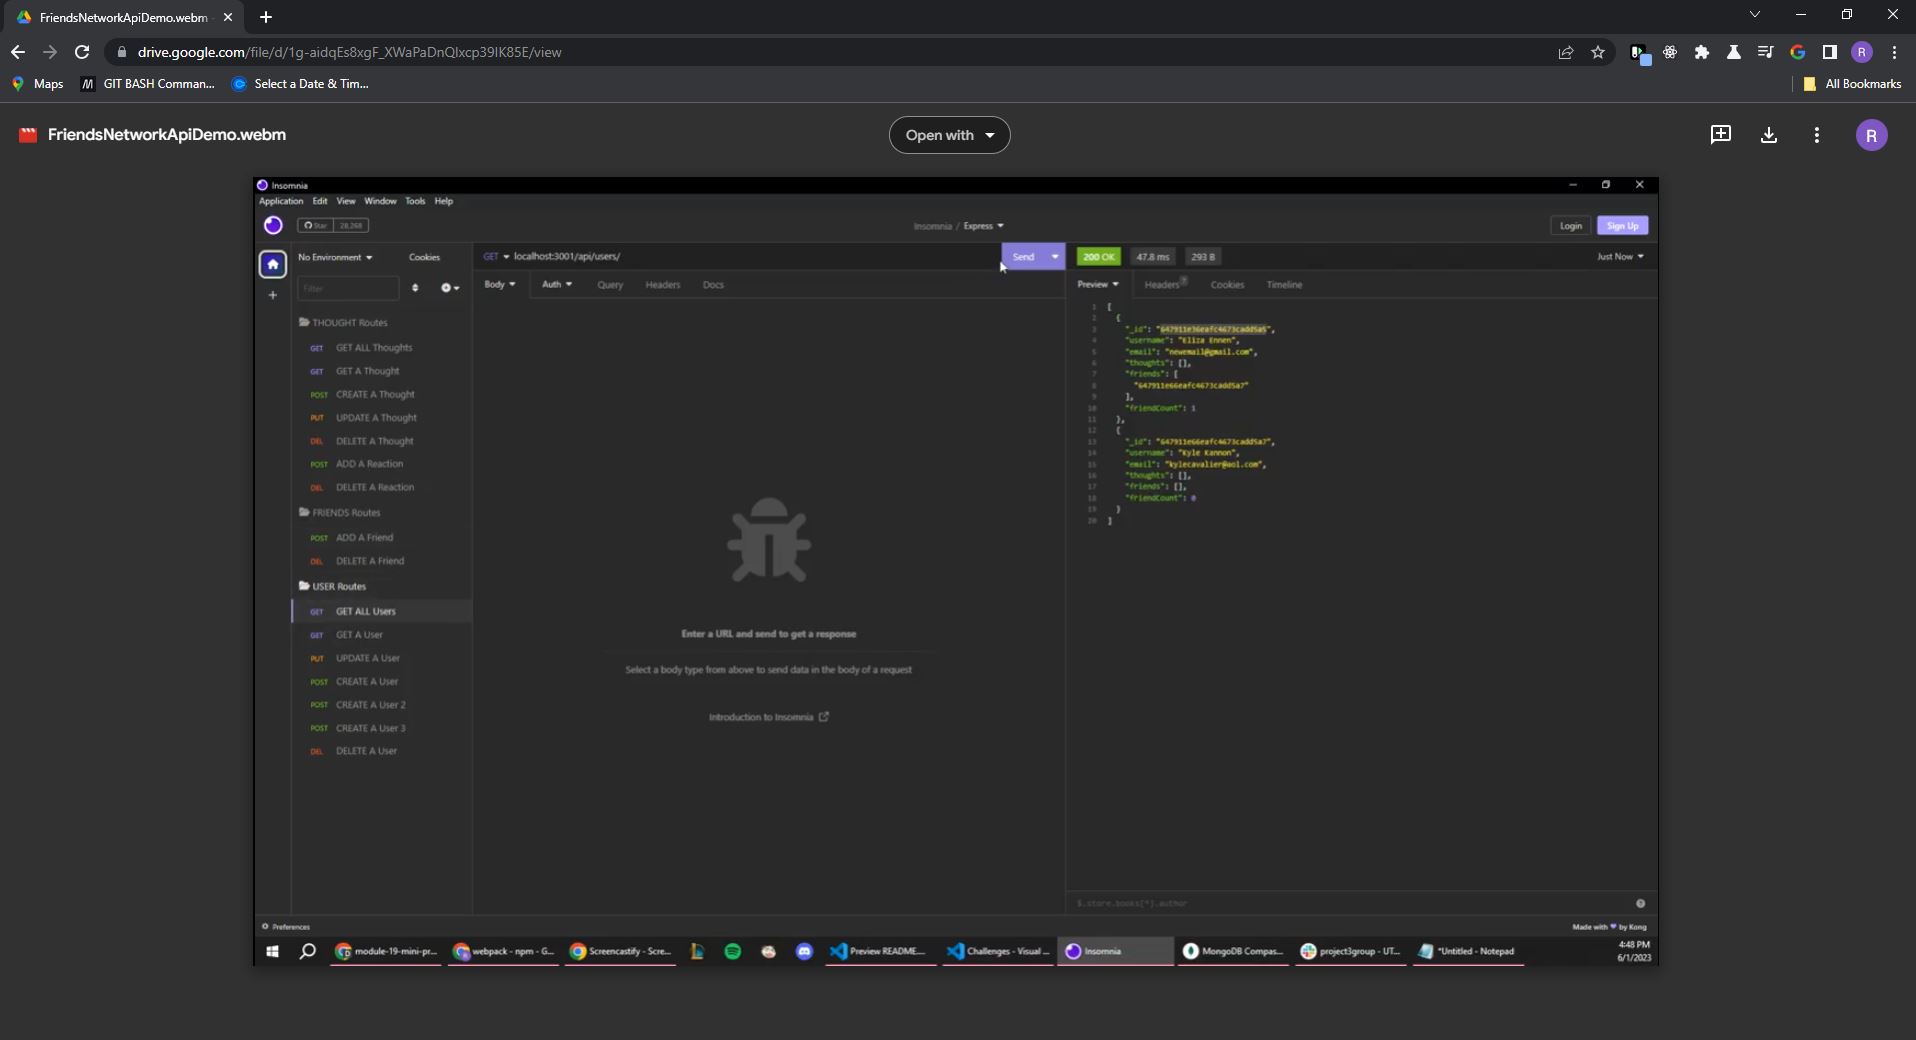 FriendsNetworkApiDemo.webm
drive.google.com/file/d/1g-aidqEs8xgF_XWaPaDnQlxcp39IK85E/view
R
Maps
GIT BASH Comman...
Select a Date & Tim...
All Bookmarks
FriendsNetworkApiDemo.webm
Open with
R
Insomnia
Application Edit View Window Tools Help
Star 28,268
Insomnia / Express
Login
Sign Up
No Environment
Cookies
GET localhost:3001/api/users/
Send
200 OK
47.8 ms
293 B
Just Now
Filter
Body
Auth
Query
Headers
Docs
Preview
Headers
Cookies
Timeline
THOUGHT Routes
GET GET ALL Thoughts
GET GET A Thought
POST CREATE A Thought
PUT UPDATE A Thought
DEL DELETE A Thought
POST ADD A Reaction
DEL DELETE A Reaction
FRIENDS Routes
POST ADD A Friend
DEL DELETE A Friend
USER Routes
GET GET ALL Users
GET GET A User
PUT UPDATE A User
POST CREATE A User
POST CREATE A User 2
POST CREATE A User 3
DEL DELETE A User
Enter a URL and send to get a response
Select a body type from above to send data in the body of a request
Introduction to Insomnia
1 [
2 {
3 "_id": "647911e36eafc4673cadd5a5",
4 "username": "Eliza Ennen",
5 "email": "newemail@gmail.com",
6 "thoughts": [],
7 "friends": [
8 "647911e66eafc4673cadd5a7"
9 ],
10 "friendCount": 1
11 },
12 {
13 "_id": "647911e66eafc4673cadd5a7",
14 "username": "Kyle Kannon",
15 "email": "kylecavalier@aol.com",
16 "thoughts": [],
17 "friends": [],
18 "friendCount": 0
19 }
20 ]
$.store.books[*].author
Preferences
Made with ♥ by Kong
module-19-mini-pr...
webpack - npm - G...
Screencastify - Scre...
Preview README....
Challenges - Visual ...
Insomnia
MongoDB Compas...
project3group - UT...
*Untitled - Notepad
4:48 PM
6/1/2023